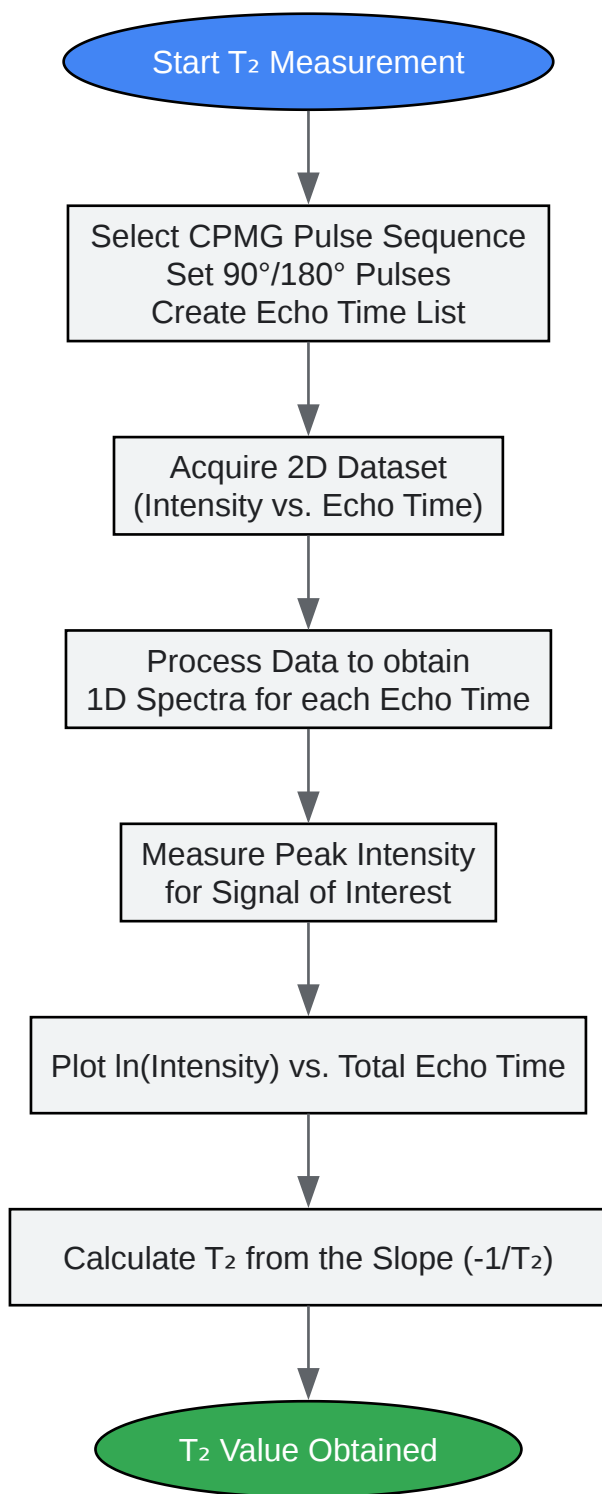 Start T₂ Measurement
Select CPMG Pulse Sequence
Set 90°/180° Pulses
Create Echo Time List
Acquire 2D Dataset
(Intensity vs. Echo Time)
Process Data to obtain
1D Spectra for each Echo Time
Measure Peak Intensity
for Signal of Interest
Plot ln(Intensity) vs. Total Echo Time
Calculate T₂ from the Slope (-1/T₂)
T₂ Value Obtained